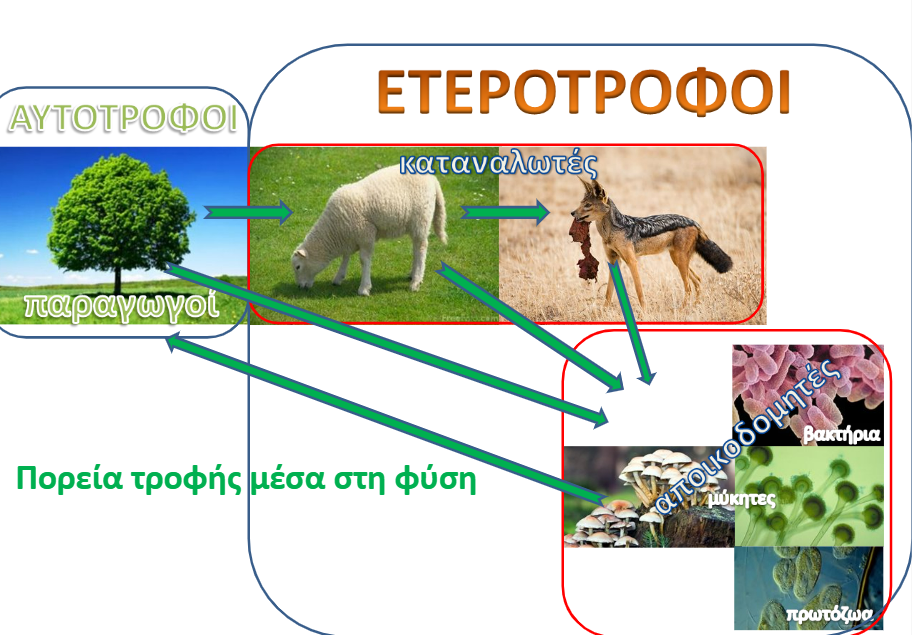 ΕΤΕΡΟΤΡΟΦΟΙ
ΑΥΤΟΤΡΟΦΟΙ
καταναλωτές
παραγωγοί
αποικοδομητές
βακτήρια
Πορεία τροφής μέσα στη φύση
μύκητες
πρωτόζωα